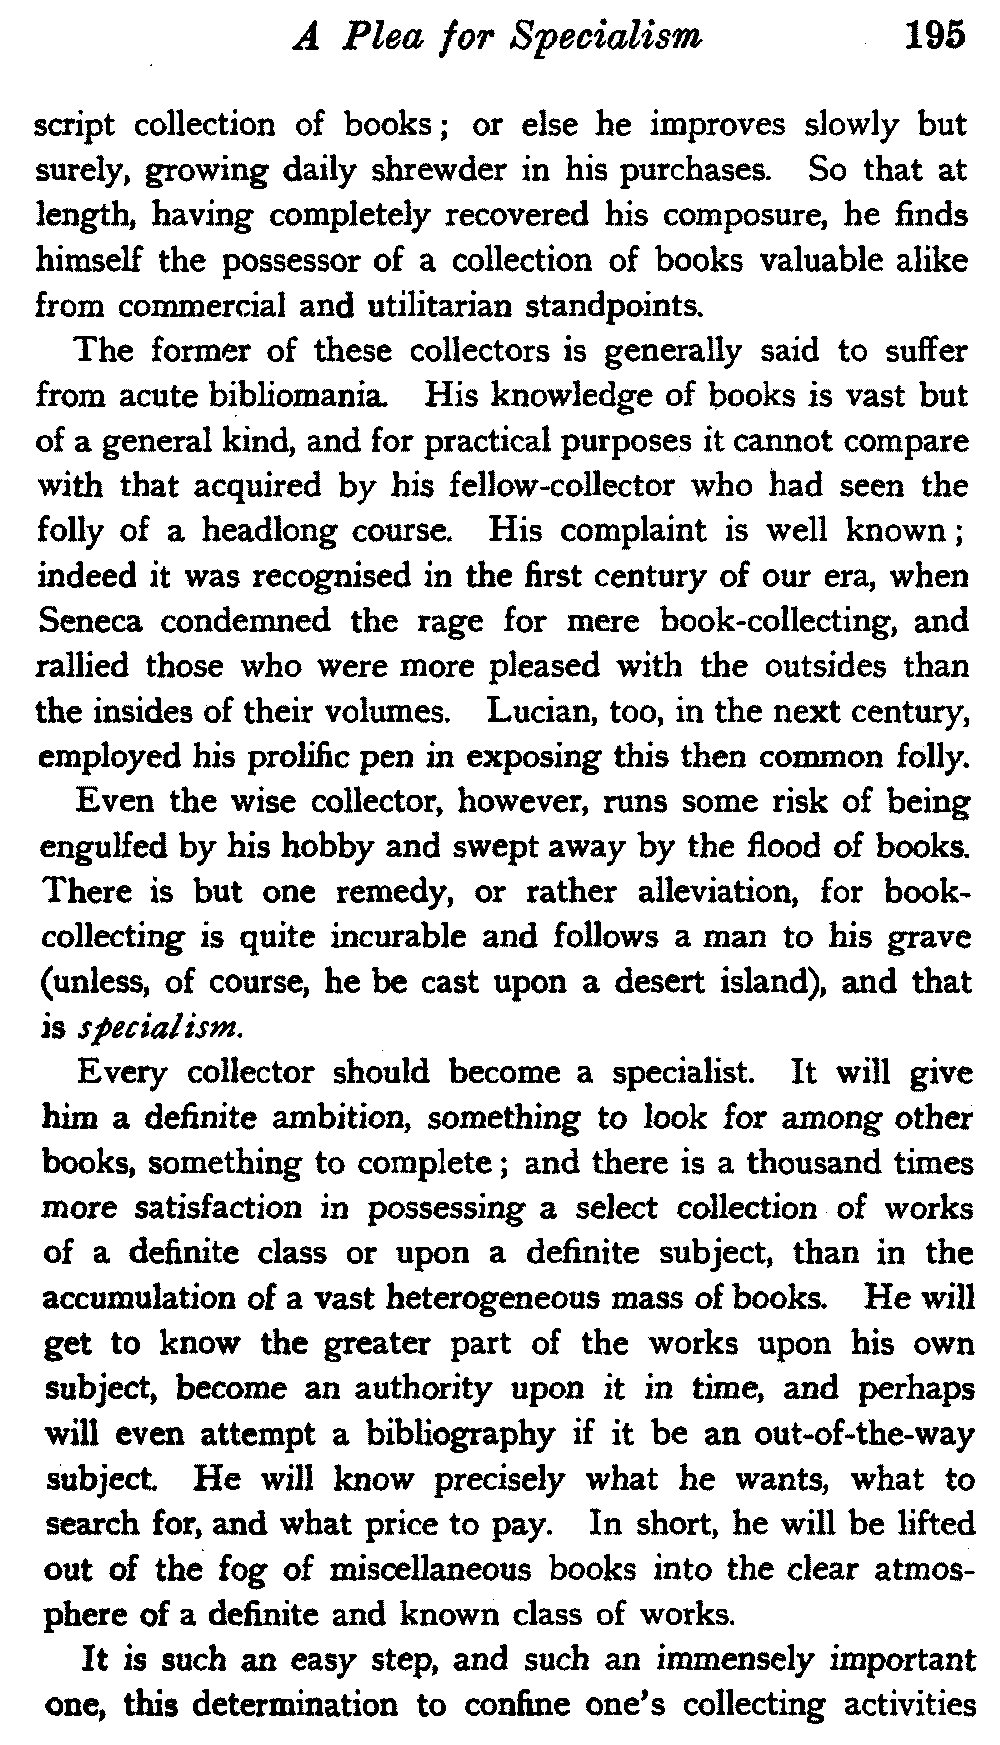 A Plea for Specialism 195
script collection of books; or else he improves slowly but
surely, growing daily shrewder in his purchases. So that at
length, having completely recovered his composure, he finds
himself the possessor of a collection of books valuable alike
from commercial and utilitarian standpoints.
The former of these collectors is generally said to suffer
from acute bibliomania. His knowledge of books is vast but
of a general kind, and for practical purposes it cannot compare
with that acquired by his fellow-collector who had seen the
folly of a headlong course. His complaint is well known;
indeed it was recognised in the first century of our era, when
Seneca condemned the rage for mere book-collecting, and
rallied those who were more pleased with the outsides than
the insides of their volumes. Lucian, too, in the next century,
employed his prolific pen in exposing this then common folly.
Even the wise collector, however, runs some risk of being
engulfed by his hobby and swept away by the flood of books.
There is but one remedy, or rather alleviation, for book-
collecting is quite incurable and follows a man to his grave
(unless, of course, he be cast upon a desert island), and that
is specialism.
Every collector should become a specialist. It will give
him a definite ambition, something to look for among other
books, something to complete; and there is a thousand times
more satisfaction in possessing a select collection of works
of a definite class or upon a definite subject, than in the
accumulation of a vast heterogeneous mass of books. He will
get to know the greater part of the works upon his own
subject, become an authority upon it in time, and perhaps
will even attempt a bibliography if it be an out-of-the-way
subject. He will know precisely what he wants, what to
search for, and what price to pay. In short, he will be lifted
out of the fog of miscellaneous books into the clear atmos-
phere of a definite and known class of works.
It is such an easy step, and such an immensely important
one, this determination to confine one's collecting activities